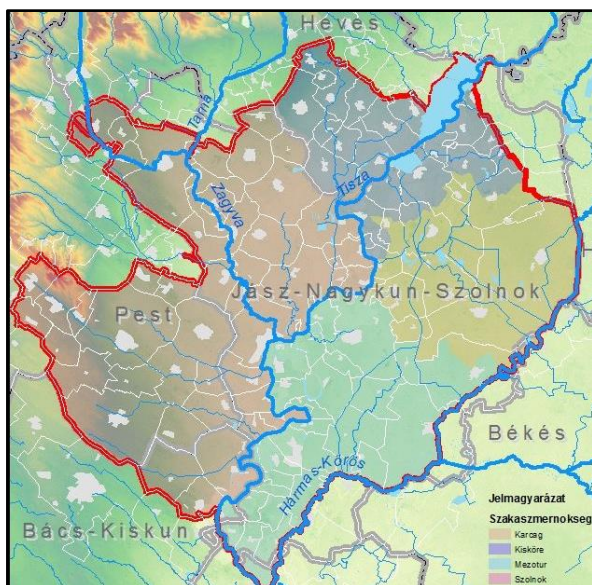 Heves
Tarna
Zagyva
Tisza
Jász-Nagykun-Szolnok
Pest
H
Békés
Hármas-Körös
Bács-Kiskun
Jelmagyarázat
Szakaszmernokseg
Karcag
Kisköre
Mezotur
Szolnok